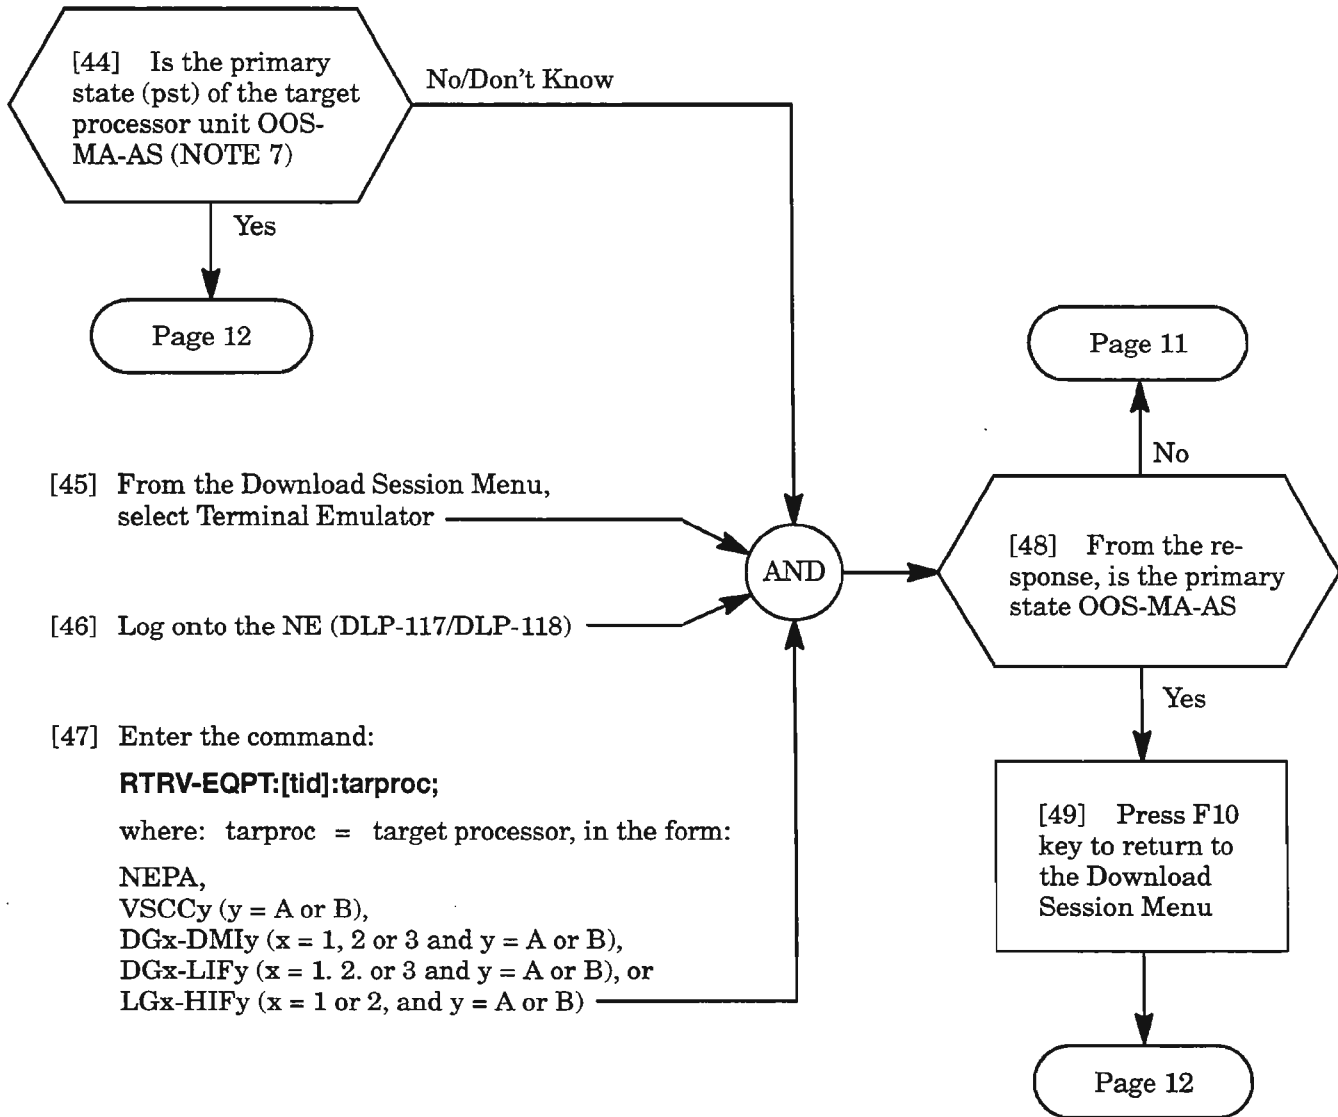 [44] Is the primary
state (pst) of the target
processor unit OOS-
MA-AS (NOTE 7)
No/Don't Know
Yes
Page 12
[45] From the Download Session Menu,
select Terminal Emulator
[46] Log onto the NE (DLP-117/DLP-118)
[47] Enter the command:
RTRV-EQPT:[tid]:tarproc;
where: tarproc = target processor, in the form:
NEPA,
VSCCy (y = A or B),
DGx-DMIy (x = 1, 2 or 3 and y = A or B),
DGx-LIFy (x = 1. 2. or 3 and y = A or B), or
LGx-HIFy (x = 1 or 2, and y = A or B)
AND
Page 11
No
[48] From the re-
sponse, is the primary
state OOS-MA-AS
Yes
[49] Press F10
key to return to
the Download
Session Menu
Page 12